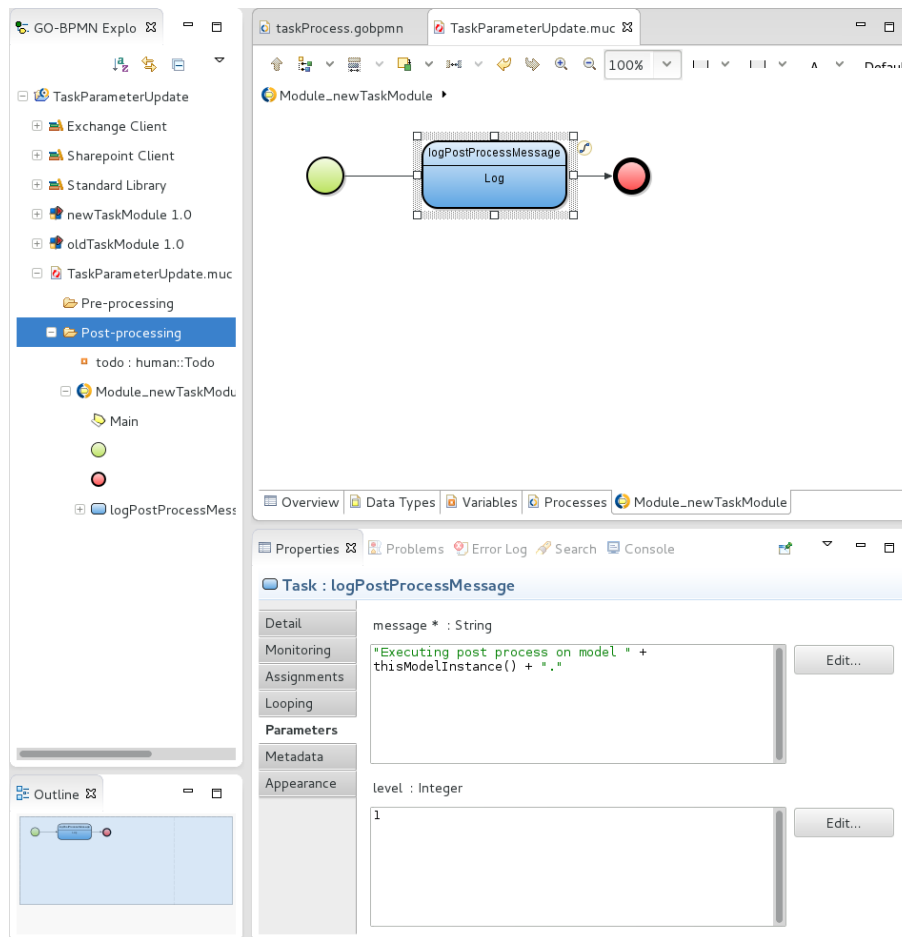 GO-BPMN Explo
TaskParameterUpdate
Exchange Client
Sharepoint Client
Standard Library
newTaskModule 1.0
oldTaskModule 1.0
TaskParameterUpdate.muc
Pre-processing
Post-processing
todo : human::Todo
Module_newTaskModu
Main
logPostProcessMess
Outline
taskProcess.gobpmn
TaskParameterUpdate.muc
100%
Module_newTaskModule
logPostProcessMessage
Log
Overview
Data Types
Variables
Processes
Module_newTaskModule
Properties
Problems
Error Log
Search
Console
Task : logPostProcessMessage
Detail
Monitoring
Assignments
Looping
Parameters
Metadata
Appearance
message * : String
"Executing post process on model " +
thisModelInstance() + "."
Edit...
level : Integer
1
Edit...